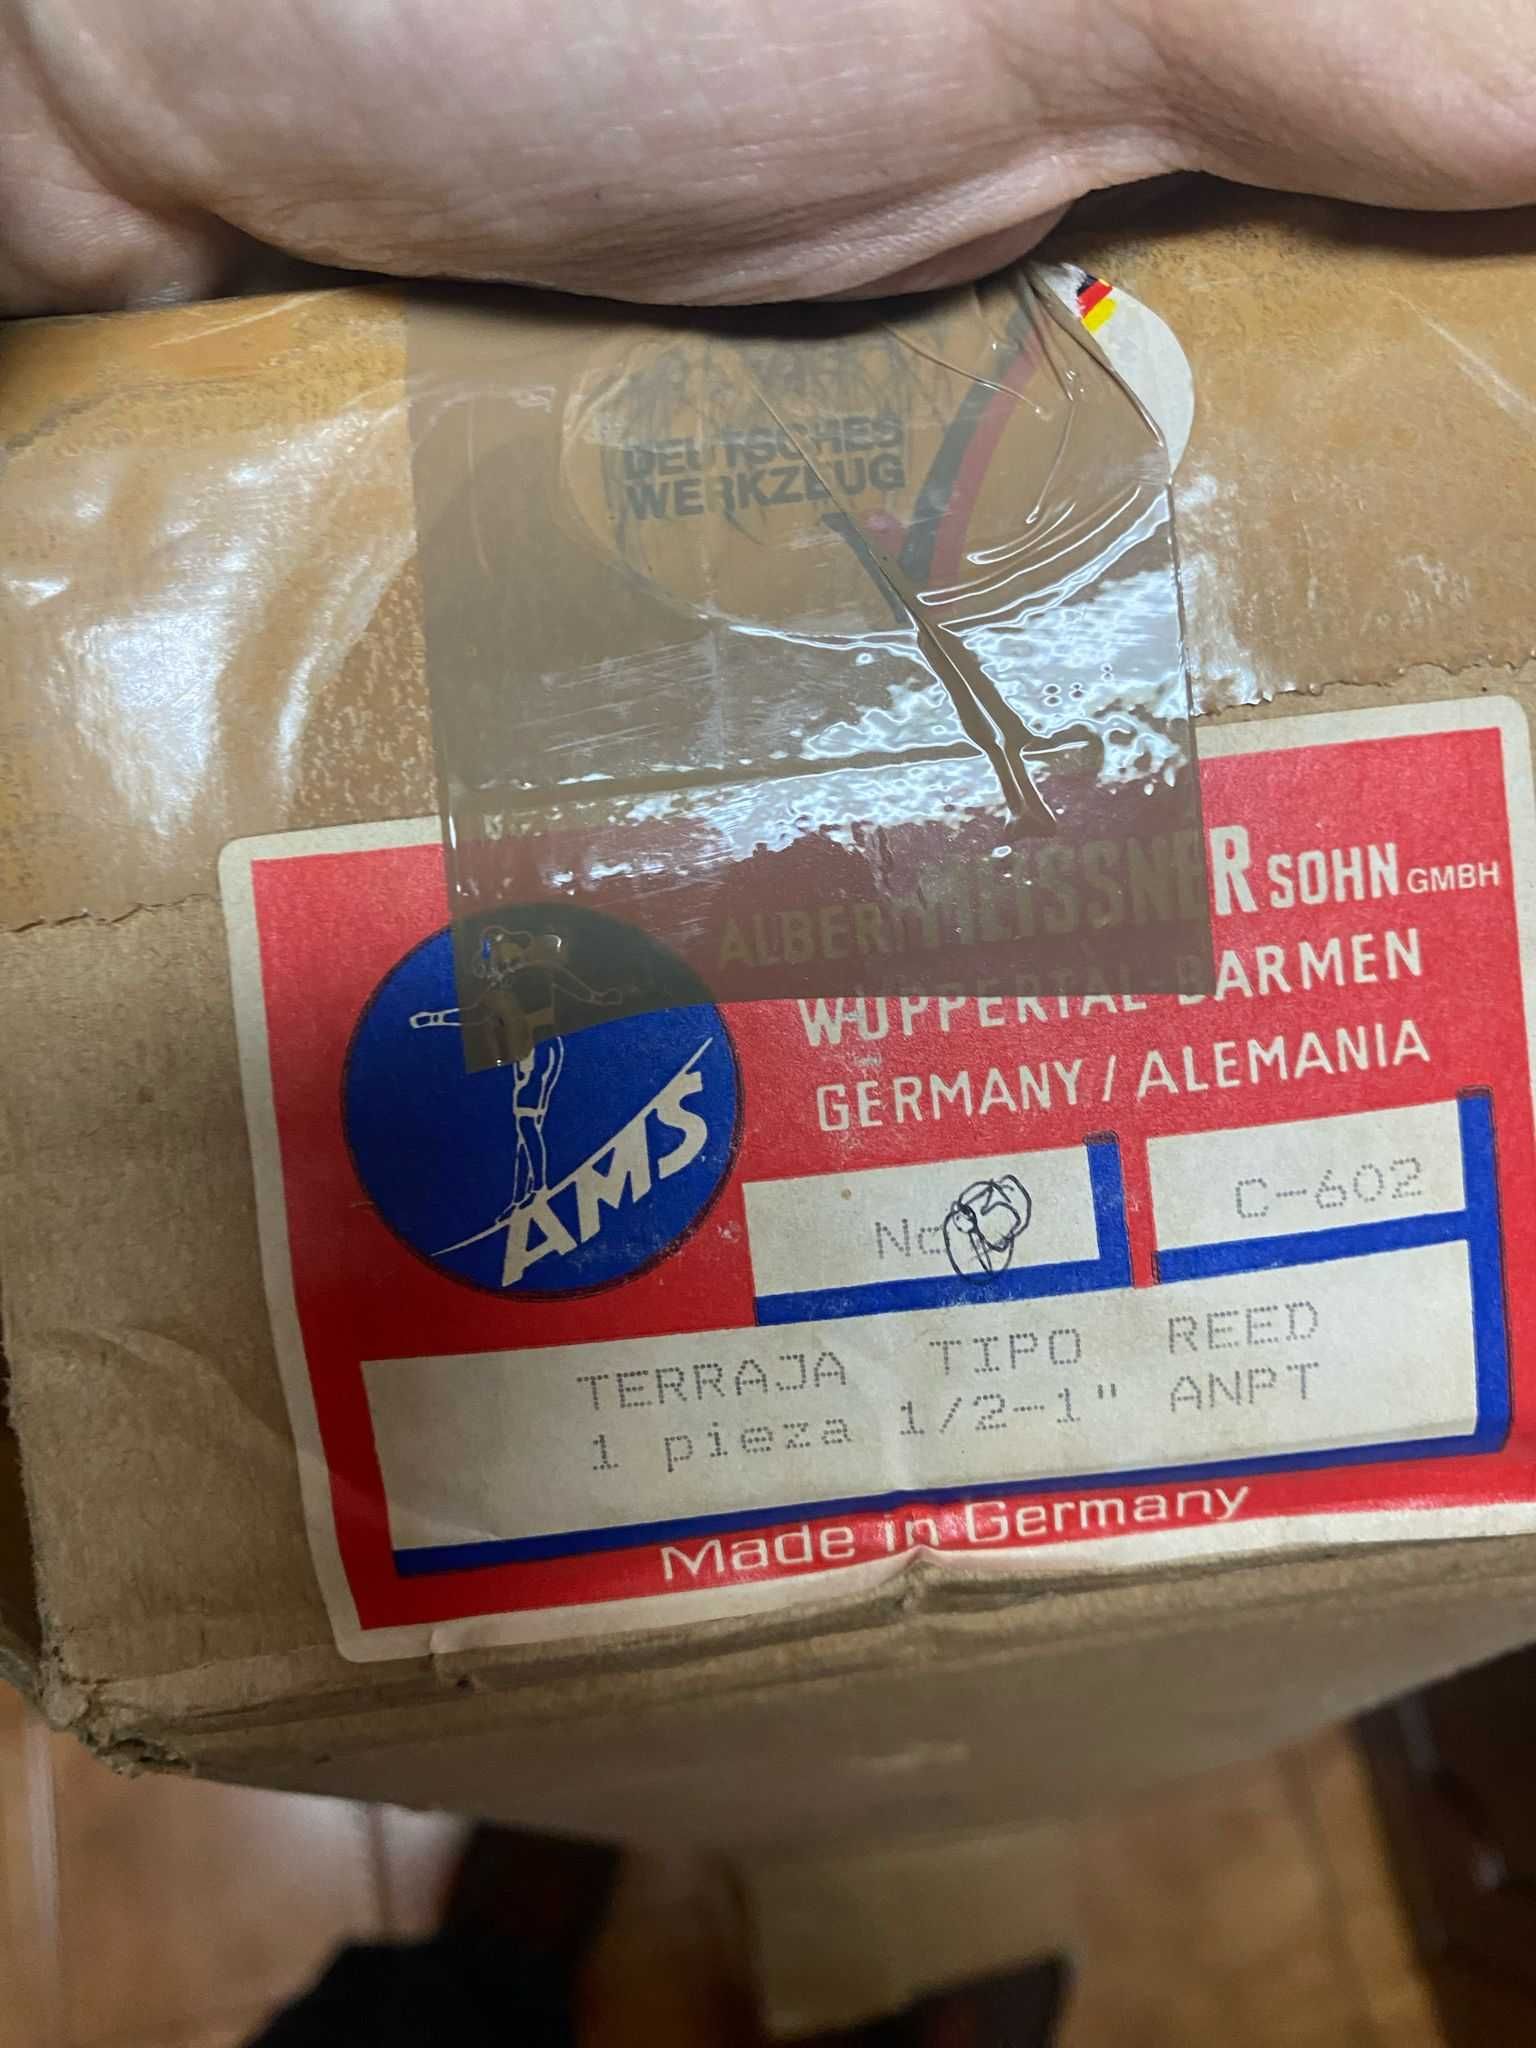 DEUTSCHES
WERKZEUG
ALBERT MEISSNER SOHN GMBH
WUPPERTAL-BARMEN
GERMANY / ALEMANIA
AMS
C-602
TERRAJA TIPO REED
1 pieza 1/2-1" ANPT
Made in Germany